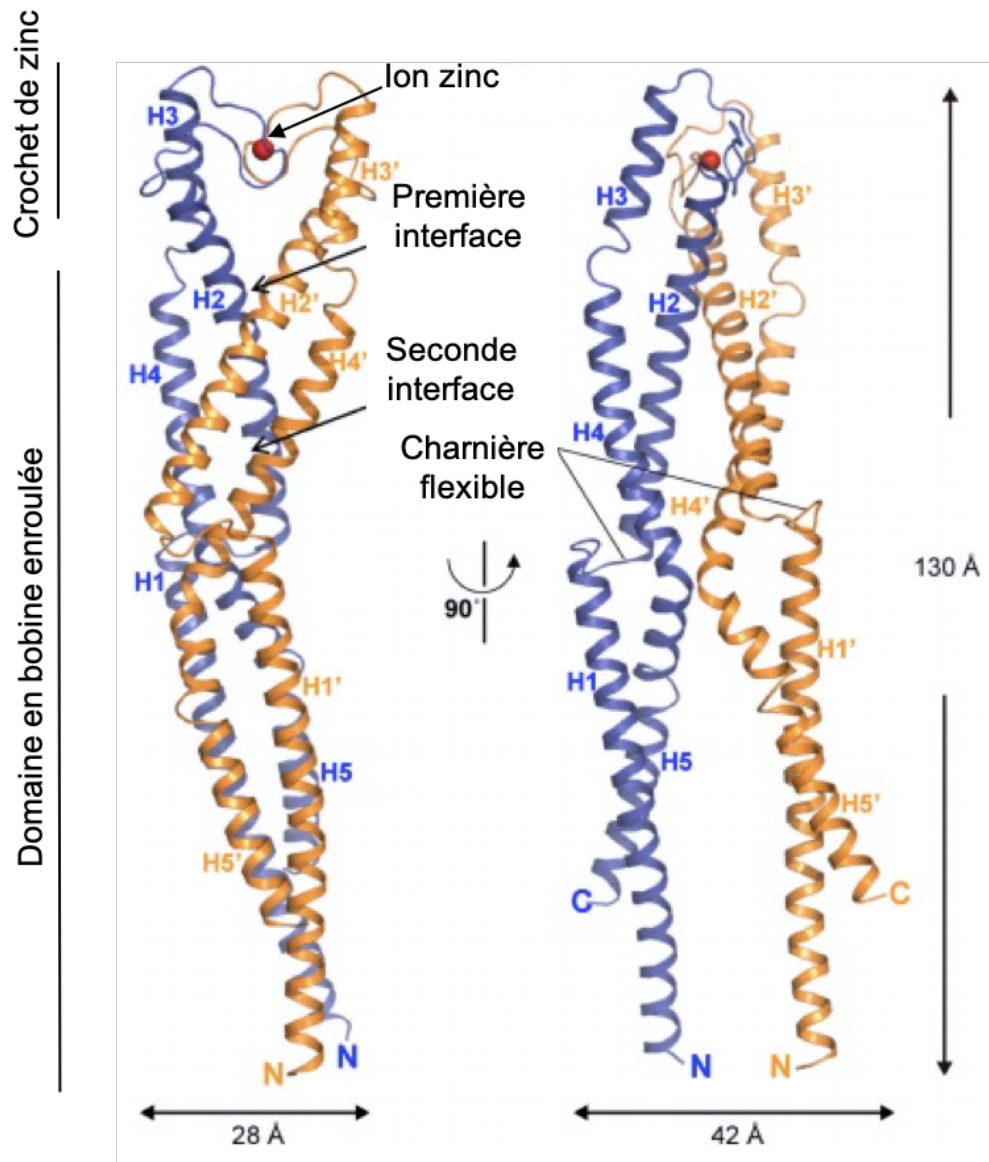 Crochet de zinc
Domaine en bobine enroulée
Ion zinc
H3
H3'
Première
interface
H2
H2'
H4
H4'
Seconde
interface
Charnière
flexible
H1
H1'
H5
H5'
N
N
28 Å
90°
H3
H3'
H2
H2'
H4
H4'
H1
H1'
H5
H5'
C
C
N
N
130 Å
42 Å